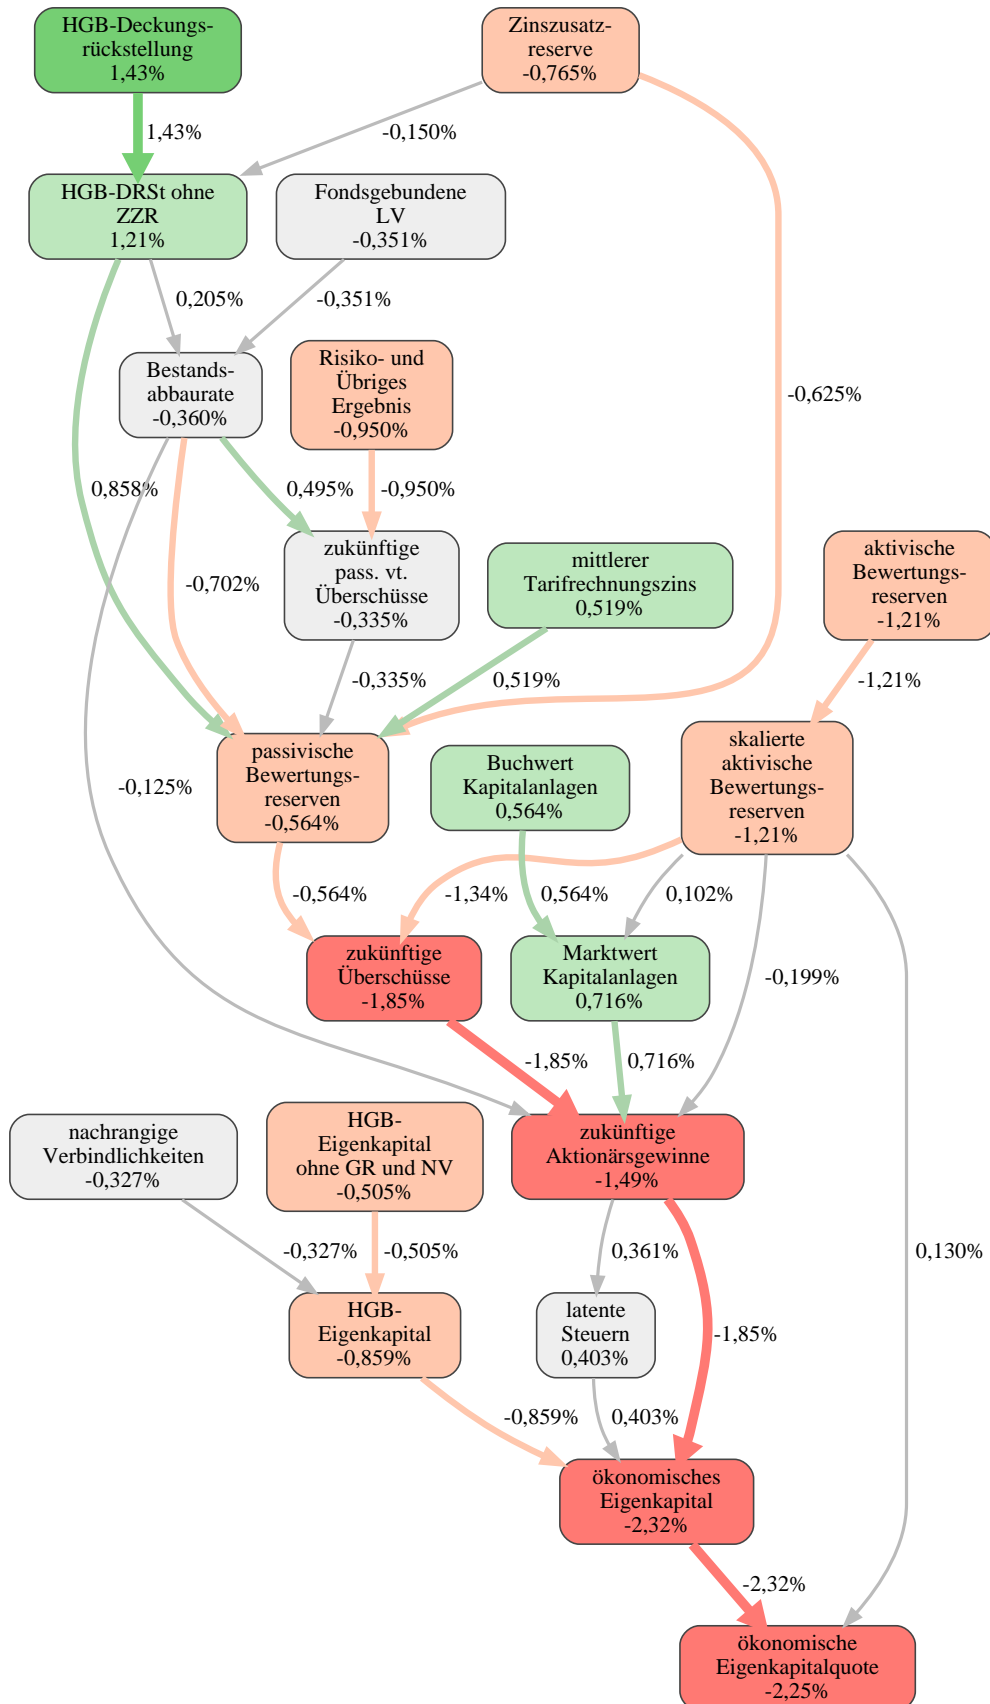 HGB-Deckungs-
rückstellung
1,43%
Zinszusatz-
reserve
-0,765%
1,43%
-0,150%
HGB-DRSt ohne
ZZR
1,21%
Fondsgebundene
LV
-0,351%
0,205%
-0,351%
Bestands-
abbaurate
-0,360%
Risiko- und
Übriges
Ergebnis
-0,950%
-0,625%
0,858%
0,495%
-0,950%
zukünftige
pass. vt.
Überschüsse
-0,335%
mittlerer
Tarifrechnungszins
0,519%
aktivische
Bewertungs-
reserven
-1,21%
-0,702%
-0,335%
0,519%
-1,21%
-0,125%
passivische
Bewertungs-
reserven
-0,564%
Buchwert
Kapitalanlagen
0,564%
skalierte
aktivische
Bewertungs-
reserven
-1,21%
-0,564%
-1,34%
0,564%
0,102%
-0,199%
zukünftige
Überschüsse
-1,85%
Marktwert
Kapitalanlagen
0,716%
-1,85%
0,716%
nachrangige
Verbindlichkeiten
-0,327%
HGB-
Eigenkapital
ohne GR und NV
-0,505%
zukünftige
Aktionärsgewinne
-1,49%
-0,327%
-0,505%
0,361%
0,130%
HGB-
Eigenkapital
-0,859%
latente
Steuern
0,403%
-1,85%
-0,859%
0,403%
ökonomisches
Eigenkapital
-2,32%
-2,32%
ökonomische
Eigenkapitalquote
-2,25%